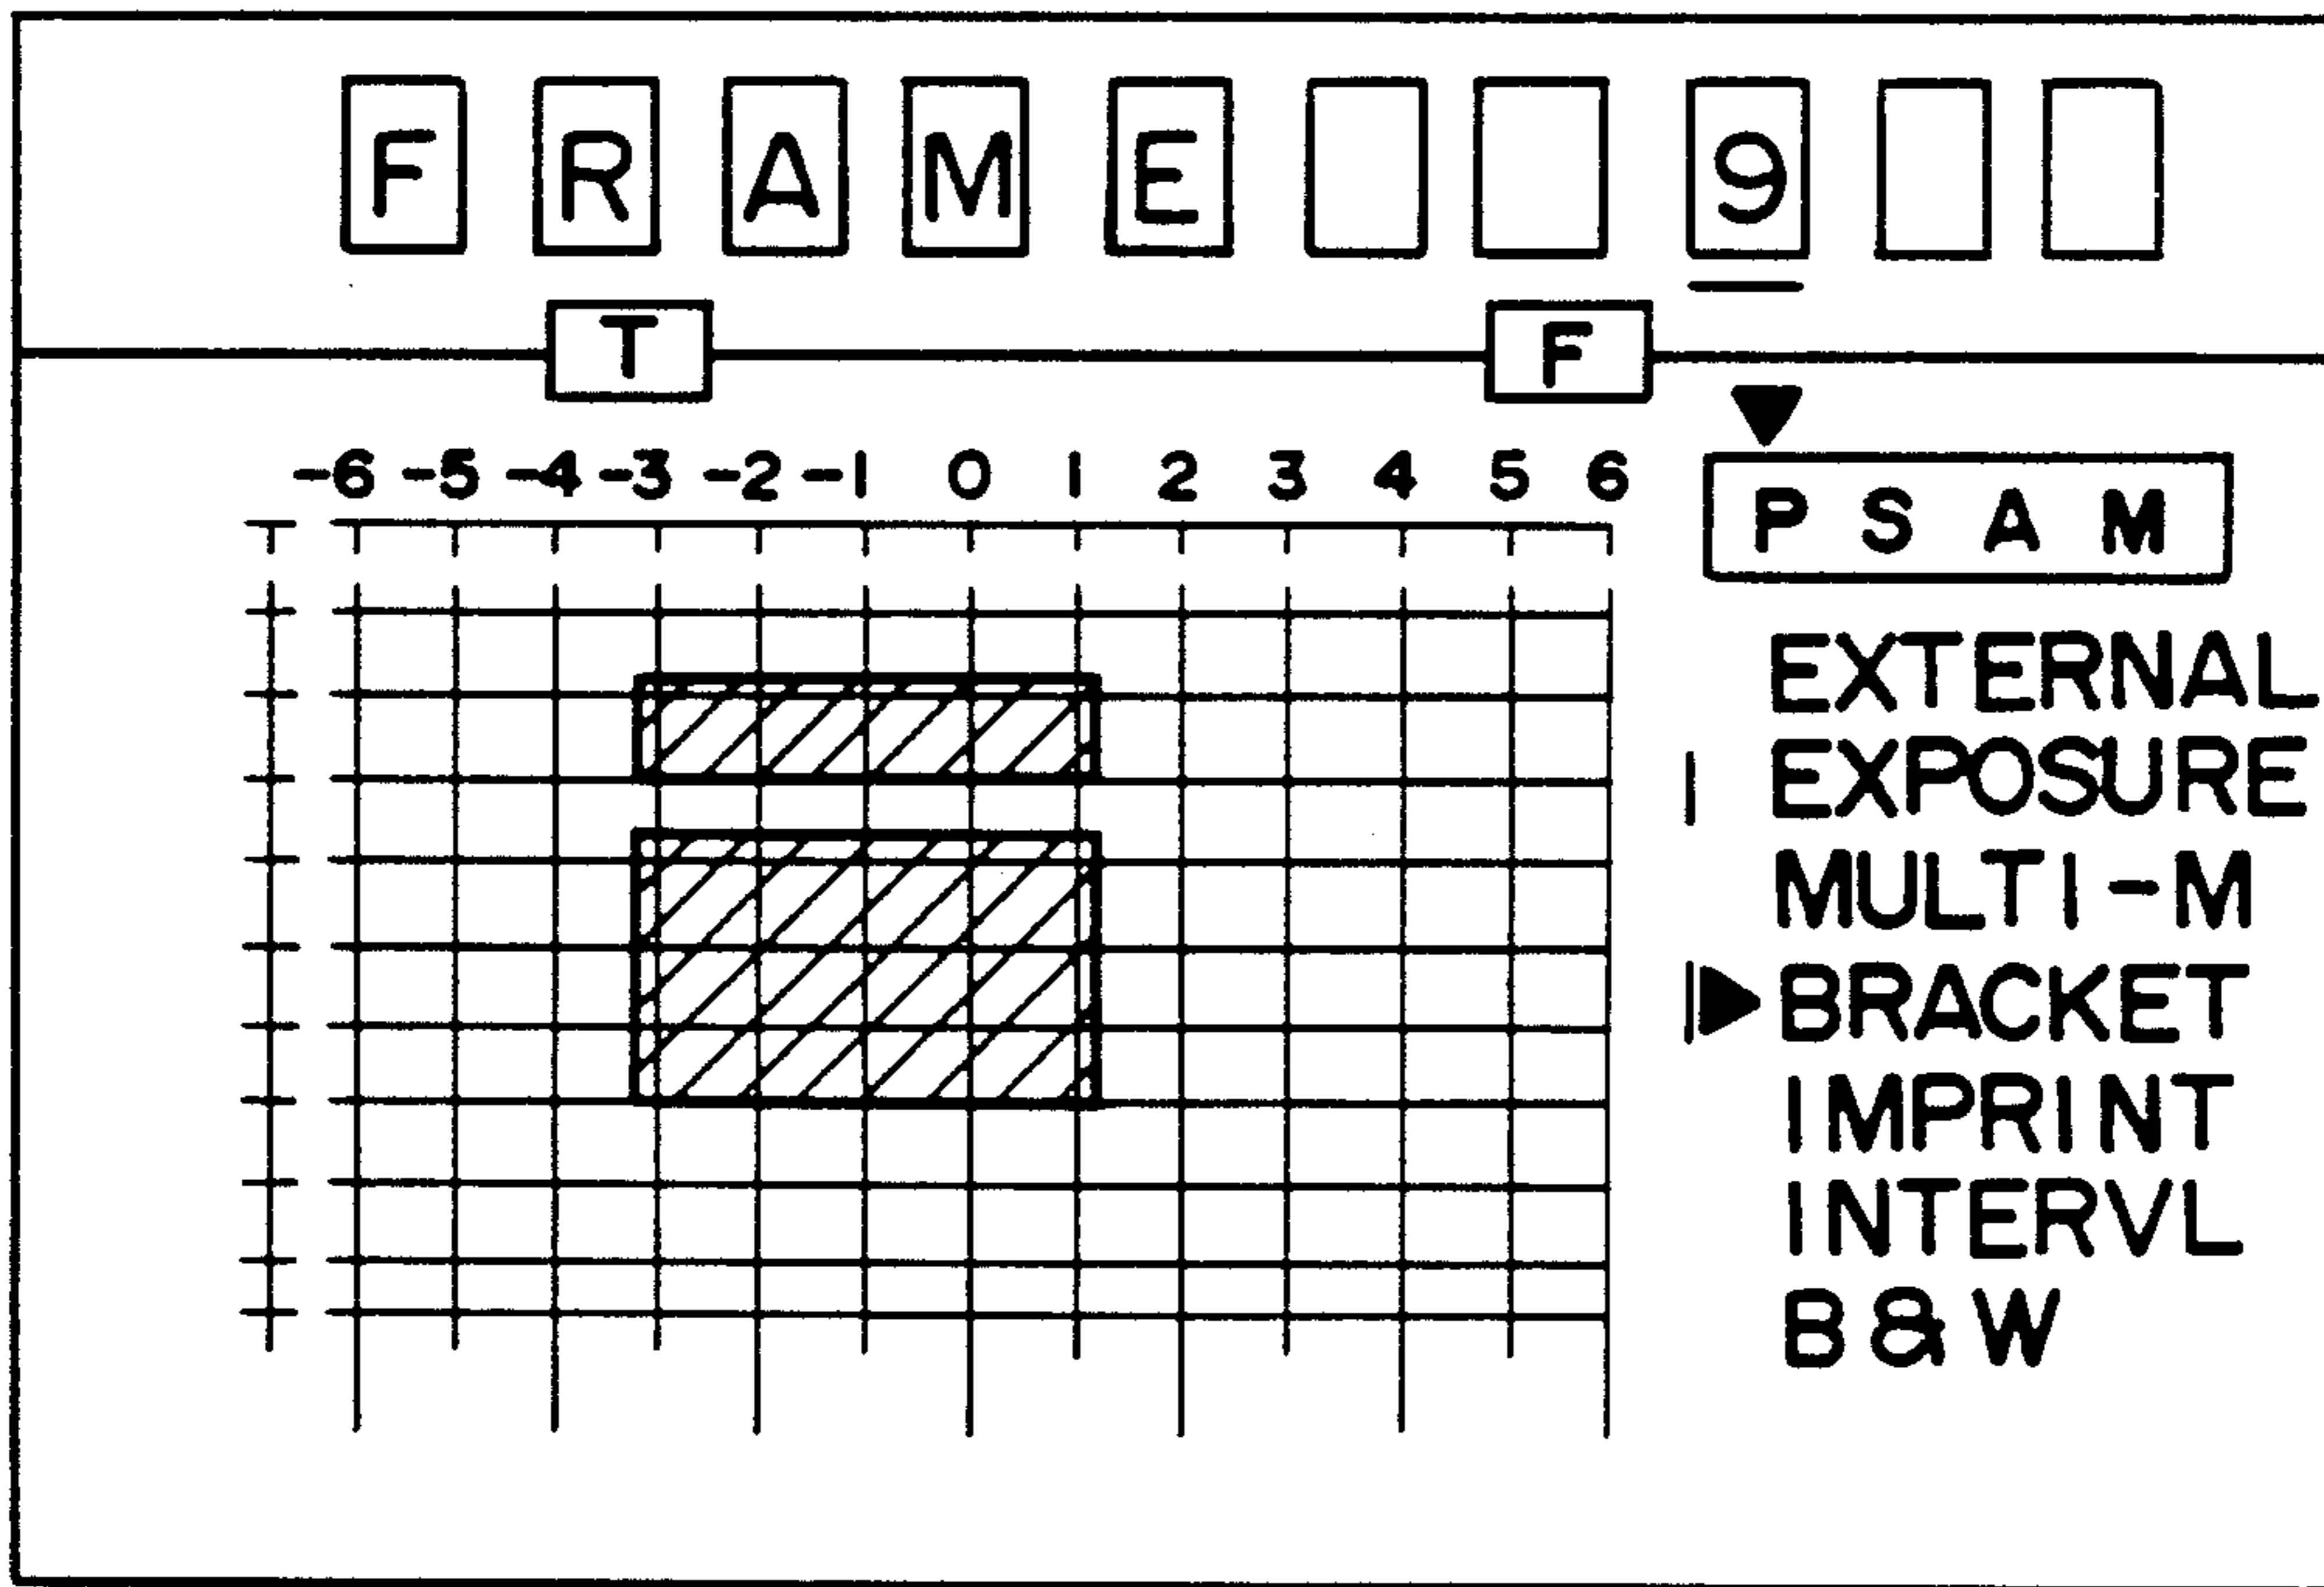 FRAME 9
T F
-6 -5 -4 -3 -2 -1 0 1 2 3 4 5 6
P S A M
EXTERNAL
EXPOSURE
MULTI-M
BRACKET
IMPRINT
INTERVL
B&W